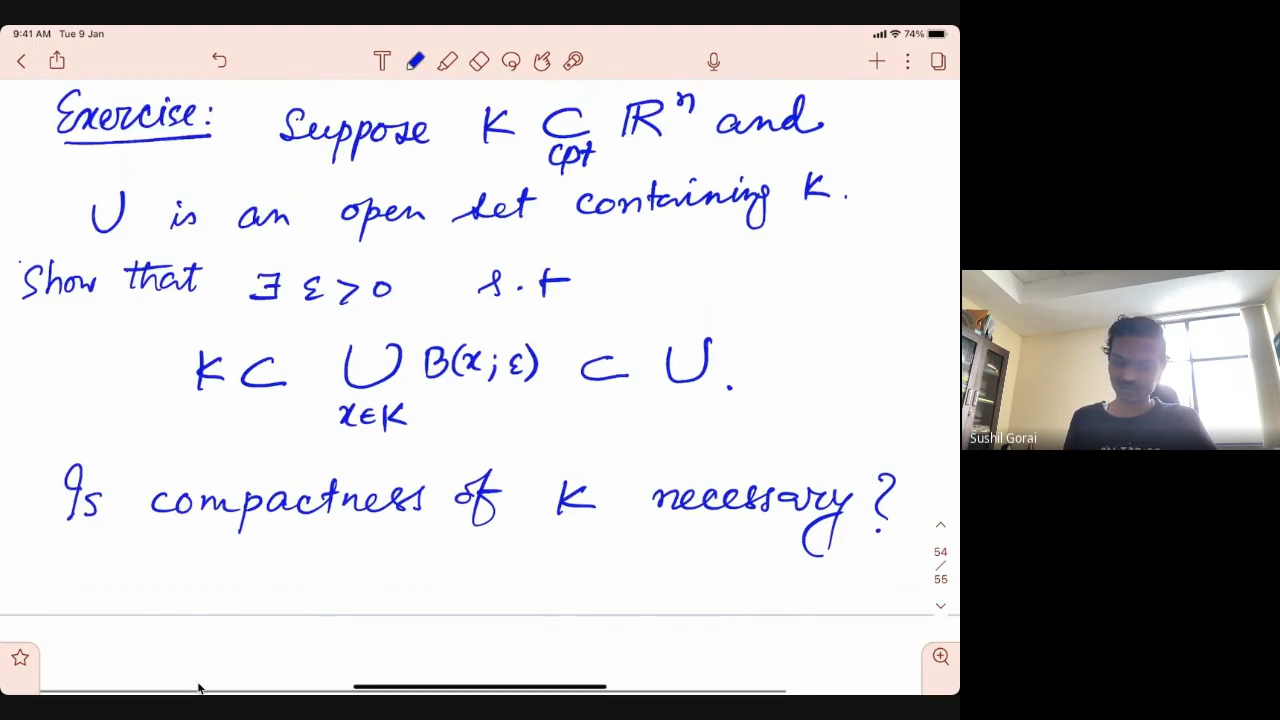 9:41 AM Tue 9 Jan
74%
T
Exercise: Suppose K ⊂ ℝⁿ and
cpt
U is an open set containing K.
Show that ∃ ε > 0 s.t
K ⊂ ⋃ B(x; ε) ⊂ U.
x∈K
Is compactness of K necessary?
54
/
55
Sushil Gorai